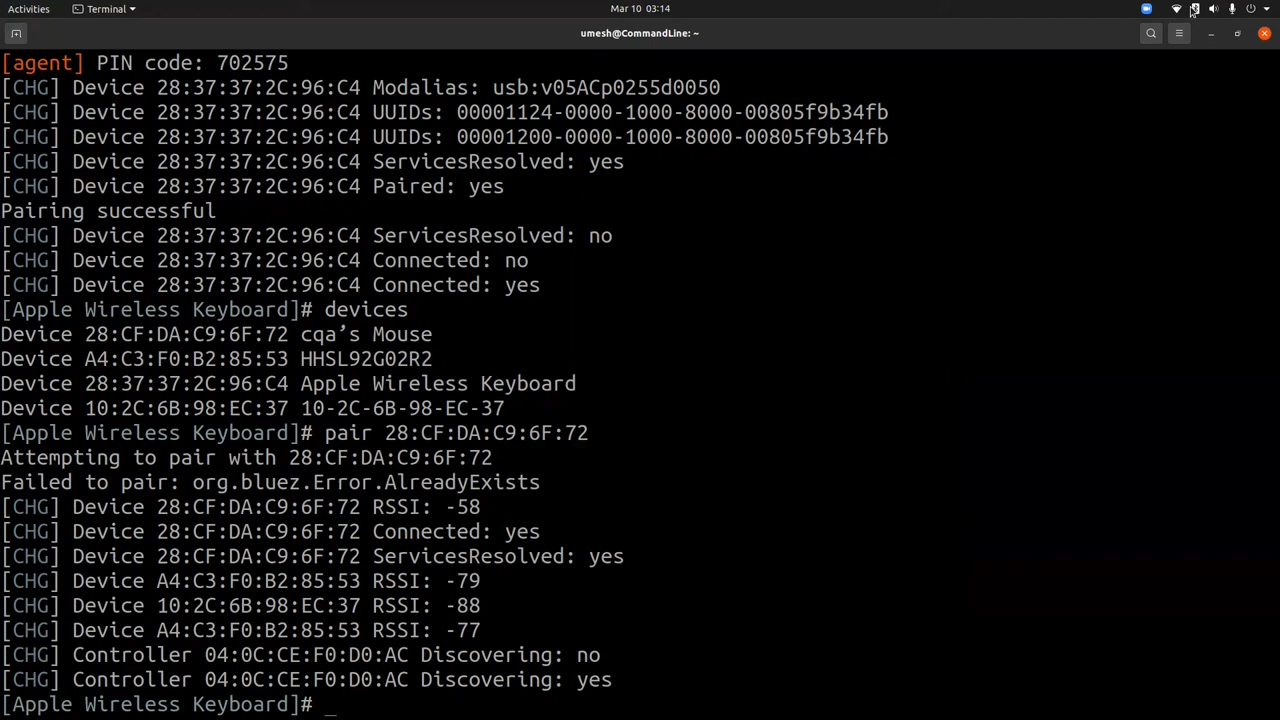 Activities
Terminal
Mar 10 03:14
umesh@CommandLine: ~
[agent] PIN code: 702575
[CHG] Device 28:37:37:2C:96:C4 Modalias: usb:v05ACp0255d0050
[CHG] Device 28:37:37:2C:96:C4 UUIDs: 00001124-0000-1000-8000-00805f9b34fb
[CHG] Device 28:37:37:2C:96:C4 UUIDs: 00001200-0000-1000-8000-00805f9b34fb
[CHG] Device 28:37:37:2C:96:C4 ServicesResolved: yes
[CHG] Device 28:37:37:2C:96:C4 Paired: yes
Pairing successful
[CHG] Device 28:37:37:2C:96:C4 ServicesResolved: no
[CHG] Device 28:37:37:2C:96:C4 Connected: no
[CHG] Device 28:37:37:2C:96:C4 Connected: yes
[Apple Wireless Keyboard]# devices
Device 28:CF:DA:C9:6F:72 cqa’s Mouse
Device A4:C3:F0:B2:85:53 HHSL92G02R2
Device 28:37:37:2C:96:C4 Apple Wireless Keyboard
Device 10:2C:6B:98:EC:37 10-2C-6B-98-EC-37
[Apple Wireless Keyboard]# pair 28:CF:DA:C9:6F:72
Attempting to pair with 28:CF:DA:C9:6F:72
Failed to pair: org.bluez.Error.AlreadyExists
[CHG] Device 28:CF:DA:C9:6F:72 RSSI: -58
[CHG] Device 28:CF:DA:C9:6F:72 Connected: yes
[CHG] Device 28:CF:DA:C9:6F:72 ServicesResolved: yes
[CHG] Device A4:C3:F0:B2:85:53 RSSI: -79
[CHG] Device 10:2C:6B:98:EC:37 RSSI: -88
[CHG] Device A4:C3:F0:B2:85:53 RSSI: -77
[CHG] Controller 04:0C:CE:F0:D0:AC Discovering: no
[CHG] Controller 04:0C:CE:F0:D0:AC Discovering: yes
[Apple Wireless Keyboard]# _